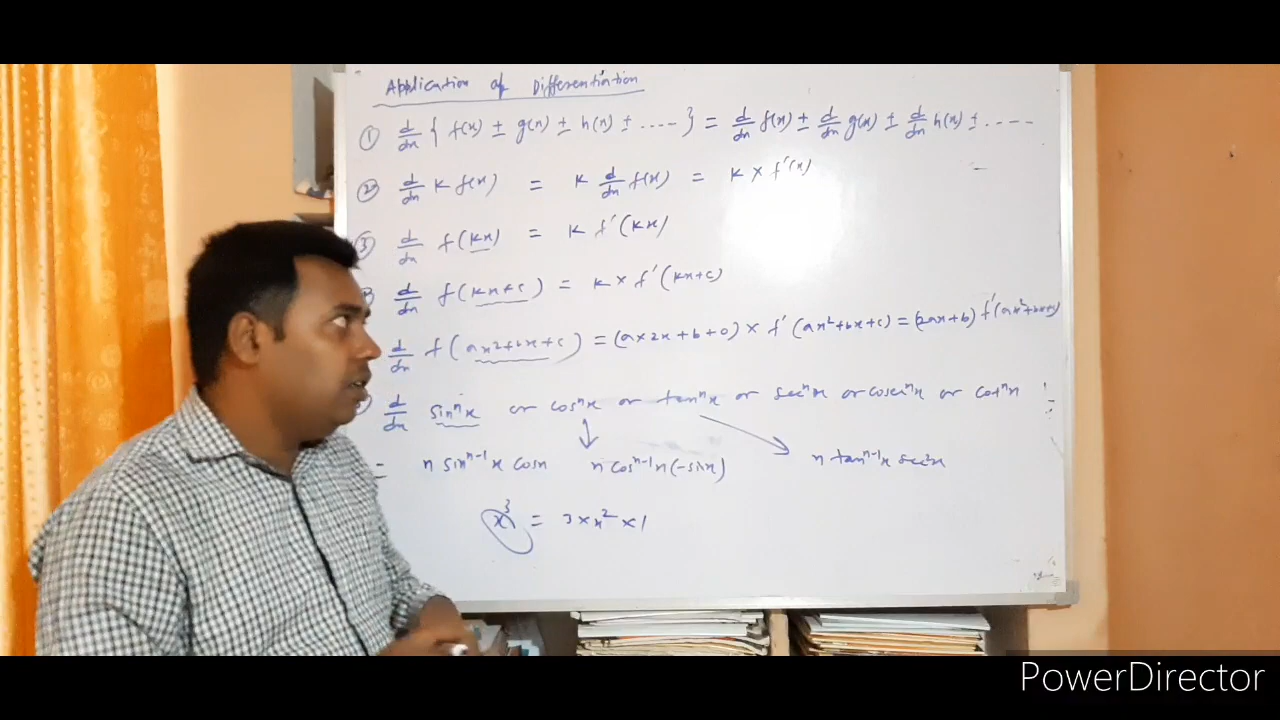 Application of Differentiation
① d/dx { f(x) ± g(x) ± h(x) ± ---- } = d/dx f(x) ± d/dx g(x) ± d/dx h(x) ± ----
② d/dx K f(x) = K d/dx f(x) = K × f'(x)
③ d/dx f(Kx) = K f'(Kx)
d/dx f(Kx+c) = K × f'(Kx+c)
d/dx f(ax²+bx+c) = (a×2x+b+0) × f'(ax²+bx+c) = (2ax+b) f'(ax²+bx+c)
d/dx sinⁿx or cosⁿx or tanⁿx or secⁿx or cosecⁿx or cotⁿx
= n sinⁿ⁻¹x cosx n cosⁿ⁻¹x (-sinx) n tanⁿ⁻¹x sec²x
x³ = 3×x²×1
PowerDirector